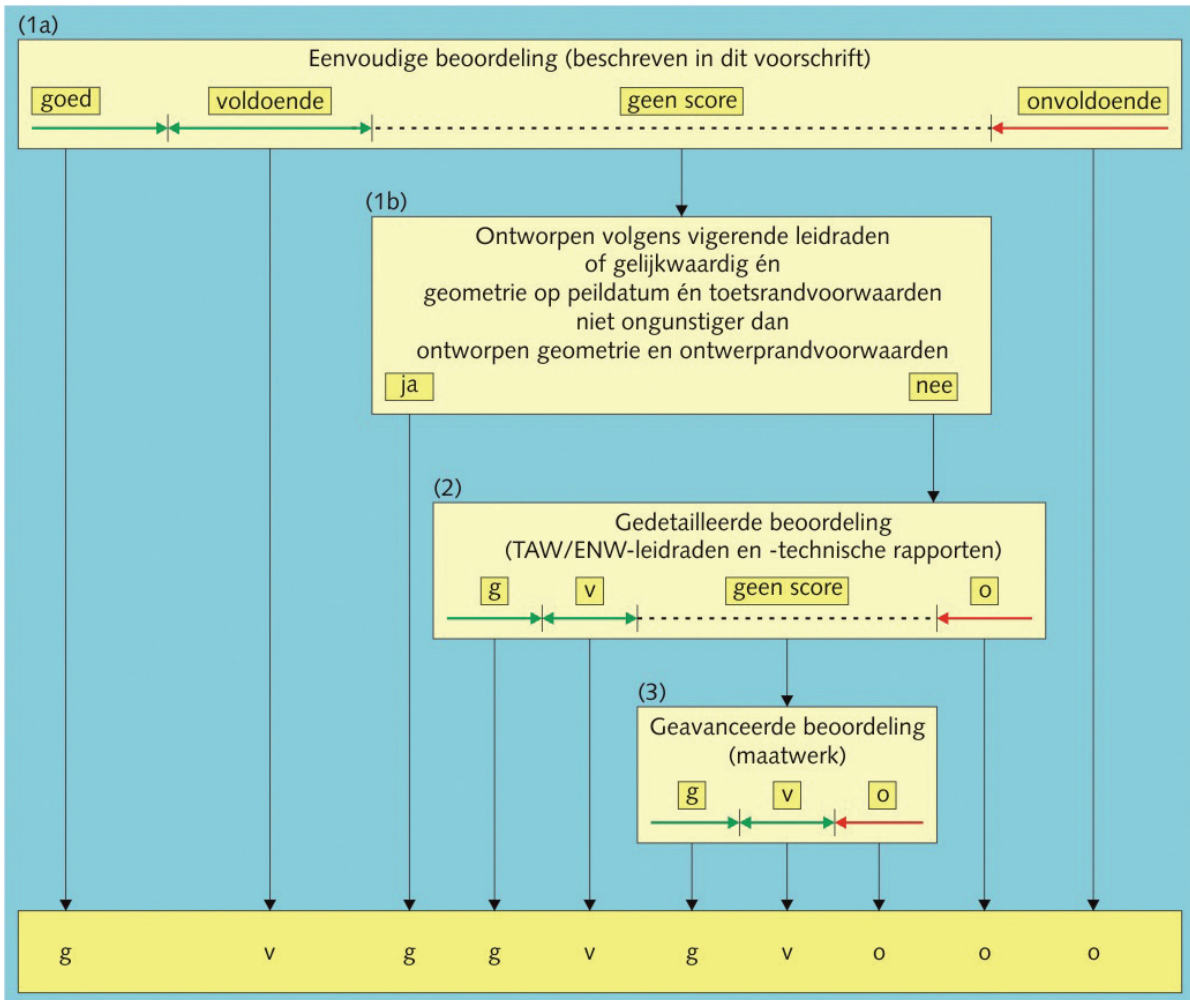 (1a)
Eenvoudige beoordeling (beschreven in dit voorschrift)
goed voldoende geen score onvoldoende
(1b)
Ontworpen volgens vigerende leidraden
of gelijkwaardig én
geometrie op peildatum én toetsrandvoorwaarden
niet ongunstiger dan
ontworpen geometrie en ontwerprandvoorwaarden
ja nee
(2)
Gedetailleerde beoordeling
(TAW/ENW-leidraden en -technische rapporten)
g v geen score o
(3)
Geavanceerde beoordeling
(maatwerk)
g v o
g v g g v g v o o o